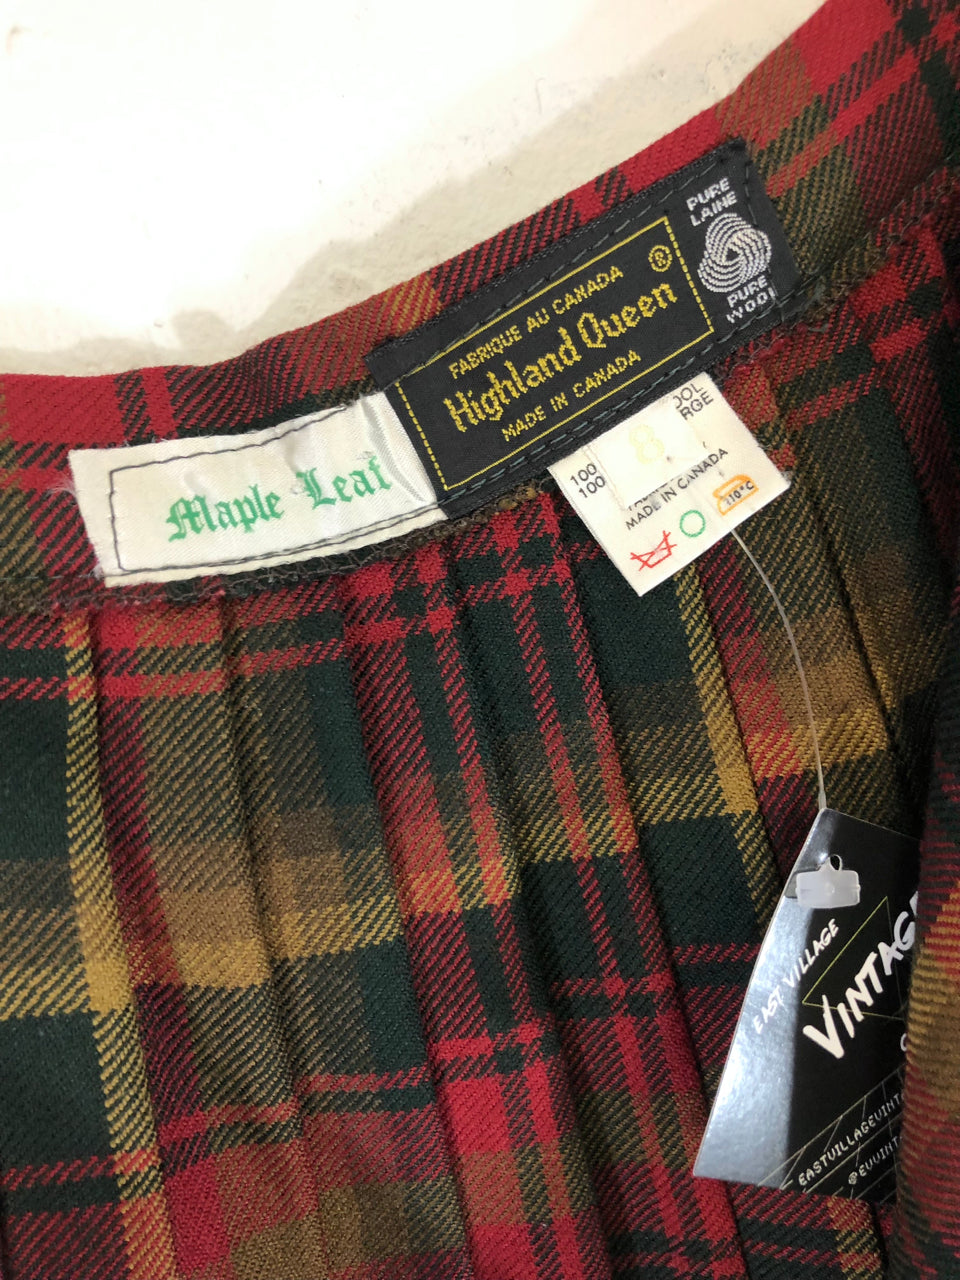 PURE
LAINE
FABRIQUE AU CANADA
®
Highland Queen
MADE IN CANADA
PURE
WOOL
Maple Leaf
8
100
100
MADE IN CANADA
110°C
EAST VILLAGE
VINTAGE